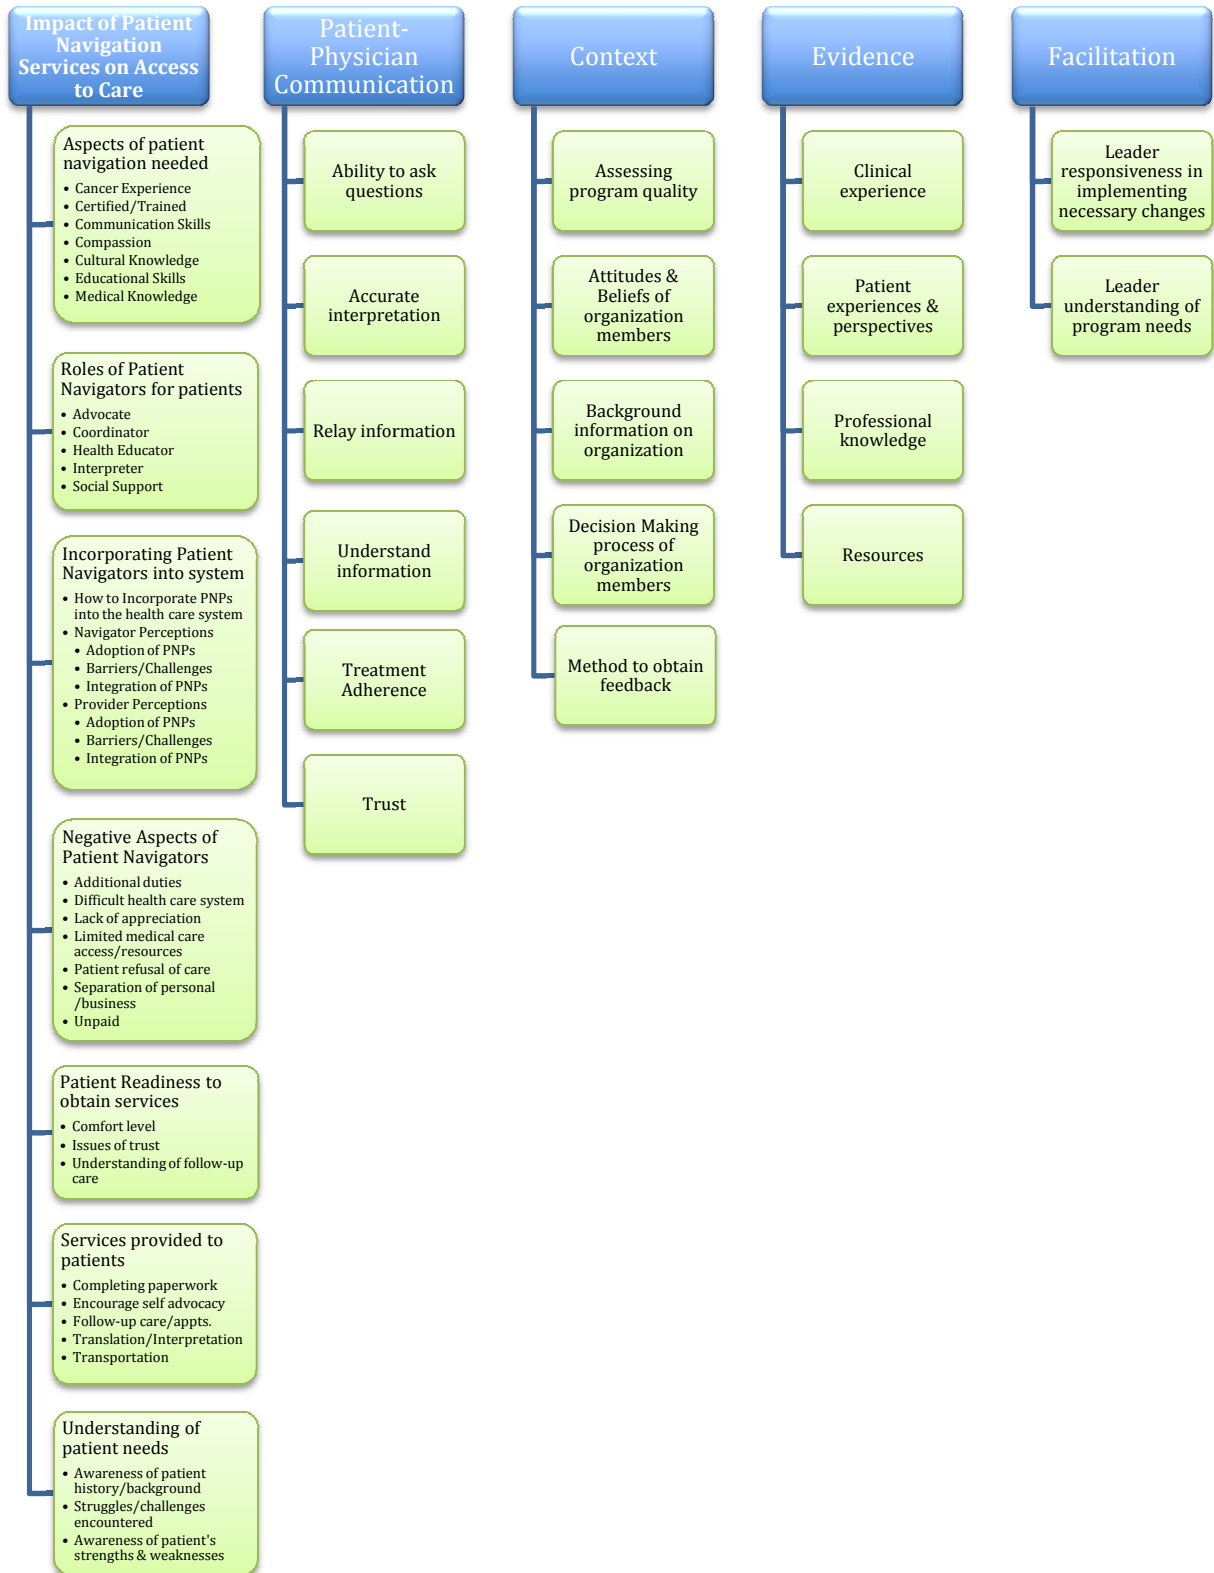 Impact of Patient
Navigation
Services on Access
to Care
Aspects of patient
navigation needed
• Cancer Experience
• Certified/Trained
• Communication Skills
• Compassion
• Cultural Knowledge
• Educational Skills
• Medical Knowledge
Roles of Patient
Navigators for patients
• Advocate
• Coordinator
• Health Educator
• Interpreter
• Social Support
Incorporating Patient
Navigators into system
• How to Incorporate PNPs
into the health care system
• Navigator Perceptions
• Adoption of PNPs
• Barriers/Challenges
• Integration of PNPs
• Provider Perceptions
• Adoption of PNPs
• Barriers/Challenges
• Integration of PNPs
Negative Aspects of
Patient Navigators
• Additional duties
• Difficult health care system
• Lack of appreciation
• Limited medical care
access/resources
• Patient refusal of care
• Separation of personal
/business
• Unpaid
Patient Readiness to
obtain services
• Comfort level
• Issues of trust
• Understanding of follow-up
care
Services provided to
patients
• Completing paperwork
• Encourage self advocacy
• Follow-up care/appts.
• Translation/Interpretation
• Transportation
Understanding of
patient needs
• Awareness of patient
history/background
• Struggles/challenges
encountered
• Awareness of patient's
strengths & weaknesses
Patient-
Physician
Communication
Ability to ask
questions
Accurate
interpretation
Relay information
Understand
information
Treatment
Adherence
Trust
Context
Assessing
program quality
Attitudes &
Beliefs of
organization
members
Background
information on
organization
Decision Making
process of
organization
members
Method to obtain
feedback
Evidence
Clinical
experience
Patient
experiences &
perspectives
Professional
knowledge
Resources
Facilitation
Leader
responsiveness in
implementing
necessary changes
Leader
understanding of
program needs